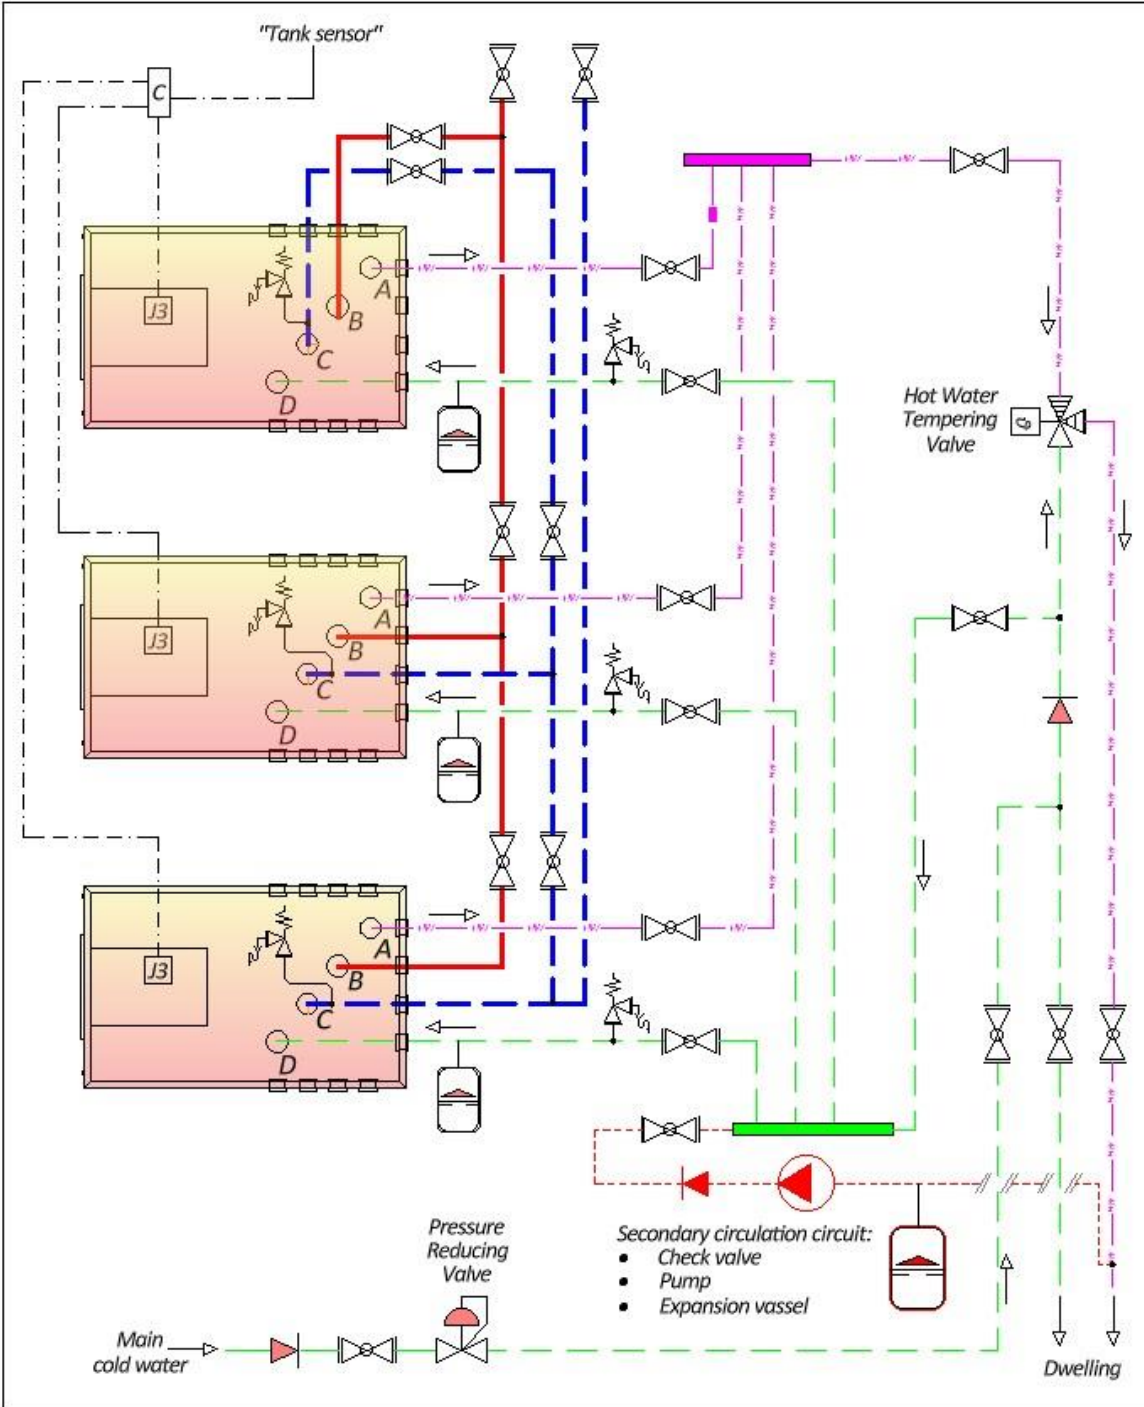 "Tank sensor"
C
J3
A
B
C
D
Hot Water
Tempering
Valve
J3
A
B
C
D
J3
A
B
C
D
Pressure
Reducing
Valve
Secondary circulation circuit:
• Check valve
• Pump
• Expansion vassel
Main
cold water
Dwelling